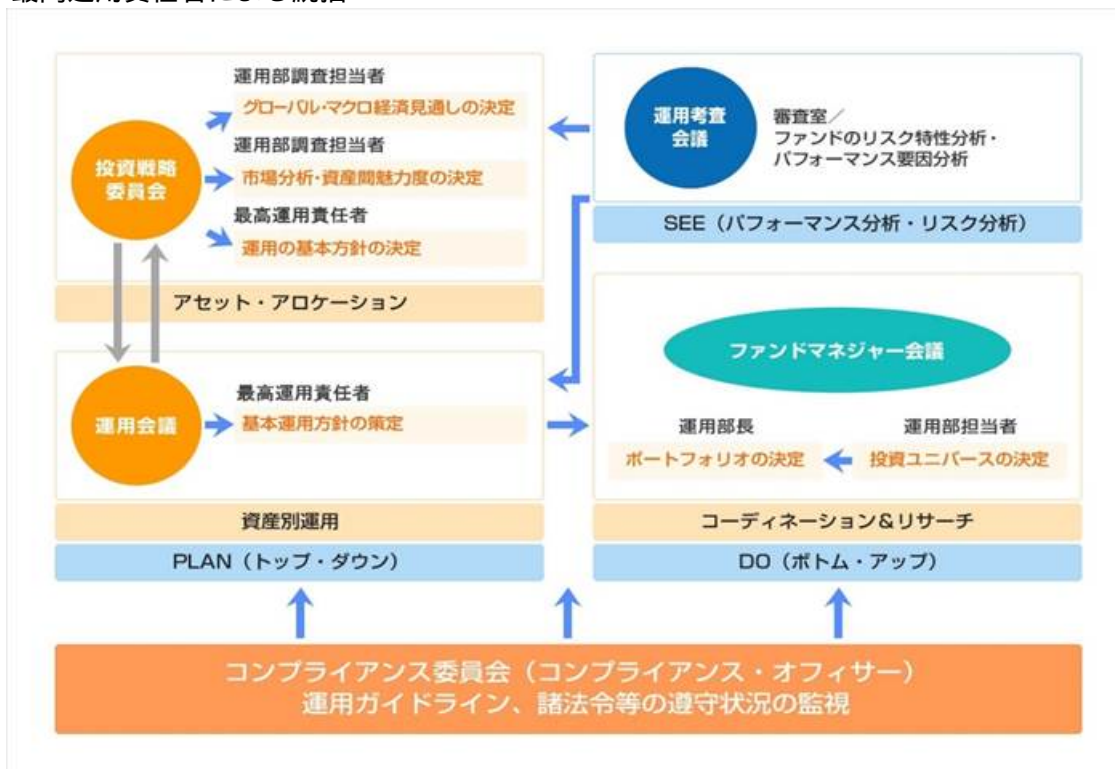 最高運用責任者による統括
運用部調査担当者
グローバル・マクロ経済見通しの決定
投資戦略
委員会
運用部調査担当者
市場分析・資産間魅力度の決定
最高運用責任者
運用の基本方針の決定
アセット・アロケーション
運用考査
会議
審査室／
ファンドのリスク特性分析・
パフォーマンス要因分析
SEE（パフォーマンス分析・リスク分析）
運用会議
最高運用責任者
基本運用方針の策定
資産別運用
PLAN（トップ・ダウン）
ファンドマネジャー会議
運用部長
ポートフォリオの決定
運用部担当者
投資ユニバースの決定
コーディネーション＆リサーチ
DO（ボトム・アップ）
コンプライアンス委員会（コンプライアンス・オフィサー）
運用ガイドライン、諸法令等の遵守状況の監視